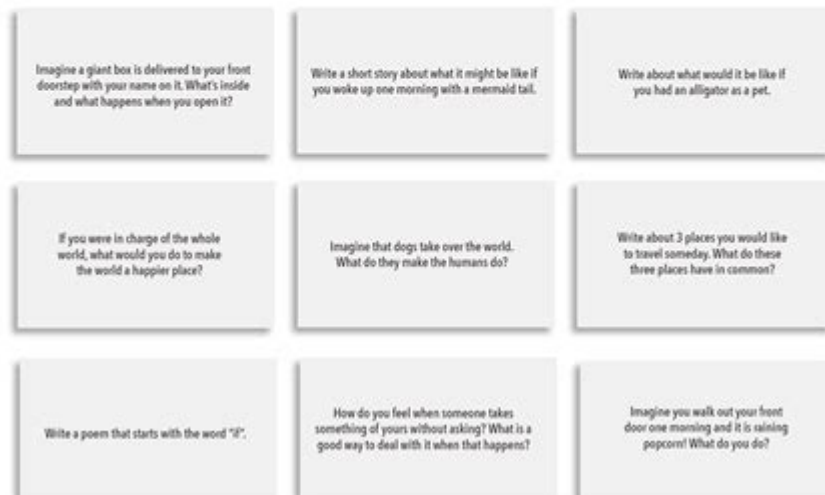 Imagine a giant box is delivered to your front
doorstep with your name on it. What's inside
and what happens when you open it?
Write a short story about what it might be like if
you woke up one morning with a mermaid tail.
Write about what would it be like if
you had an alligator as a pet.
If you were in charge of the whole
world, what would you do to make
the world a happier place?
Imagine that dogs take over the world.
What do they make the humans do?
Write about 3 places you would like
to travel someday. What do these
three places have in common?
Write a poem that starts with the word "if".
How do you feel when someone takes
something of yours without asking? What is a
good way to deal with it when that happens?
Imagine you walk out your front
door one morning and it is raining
popcorn! What do you do?